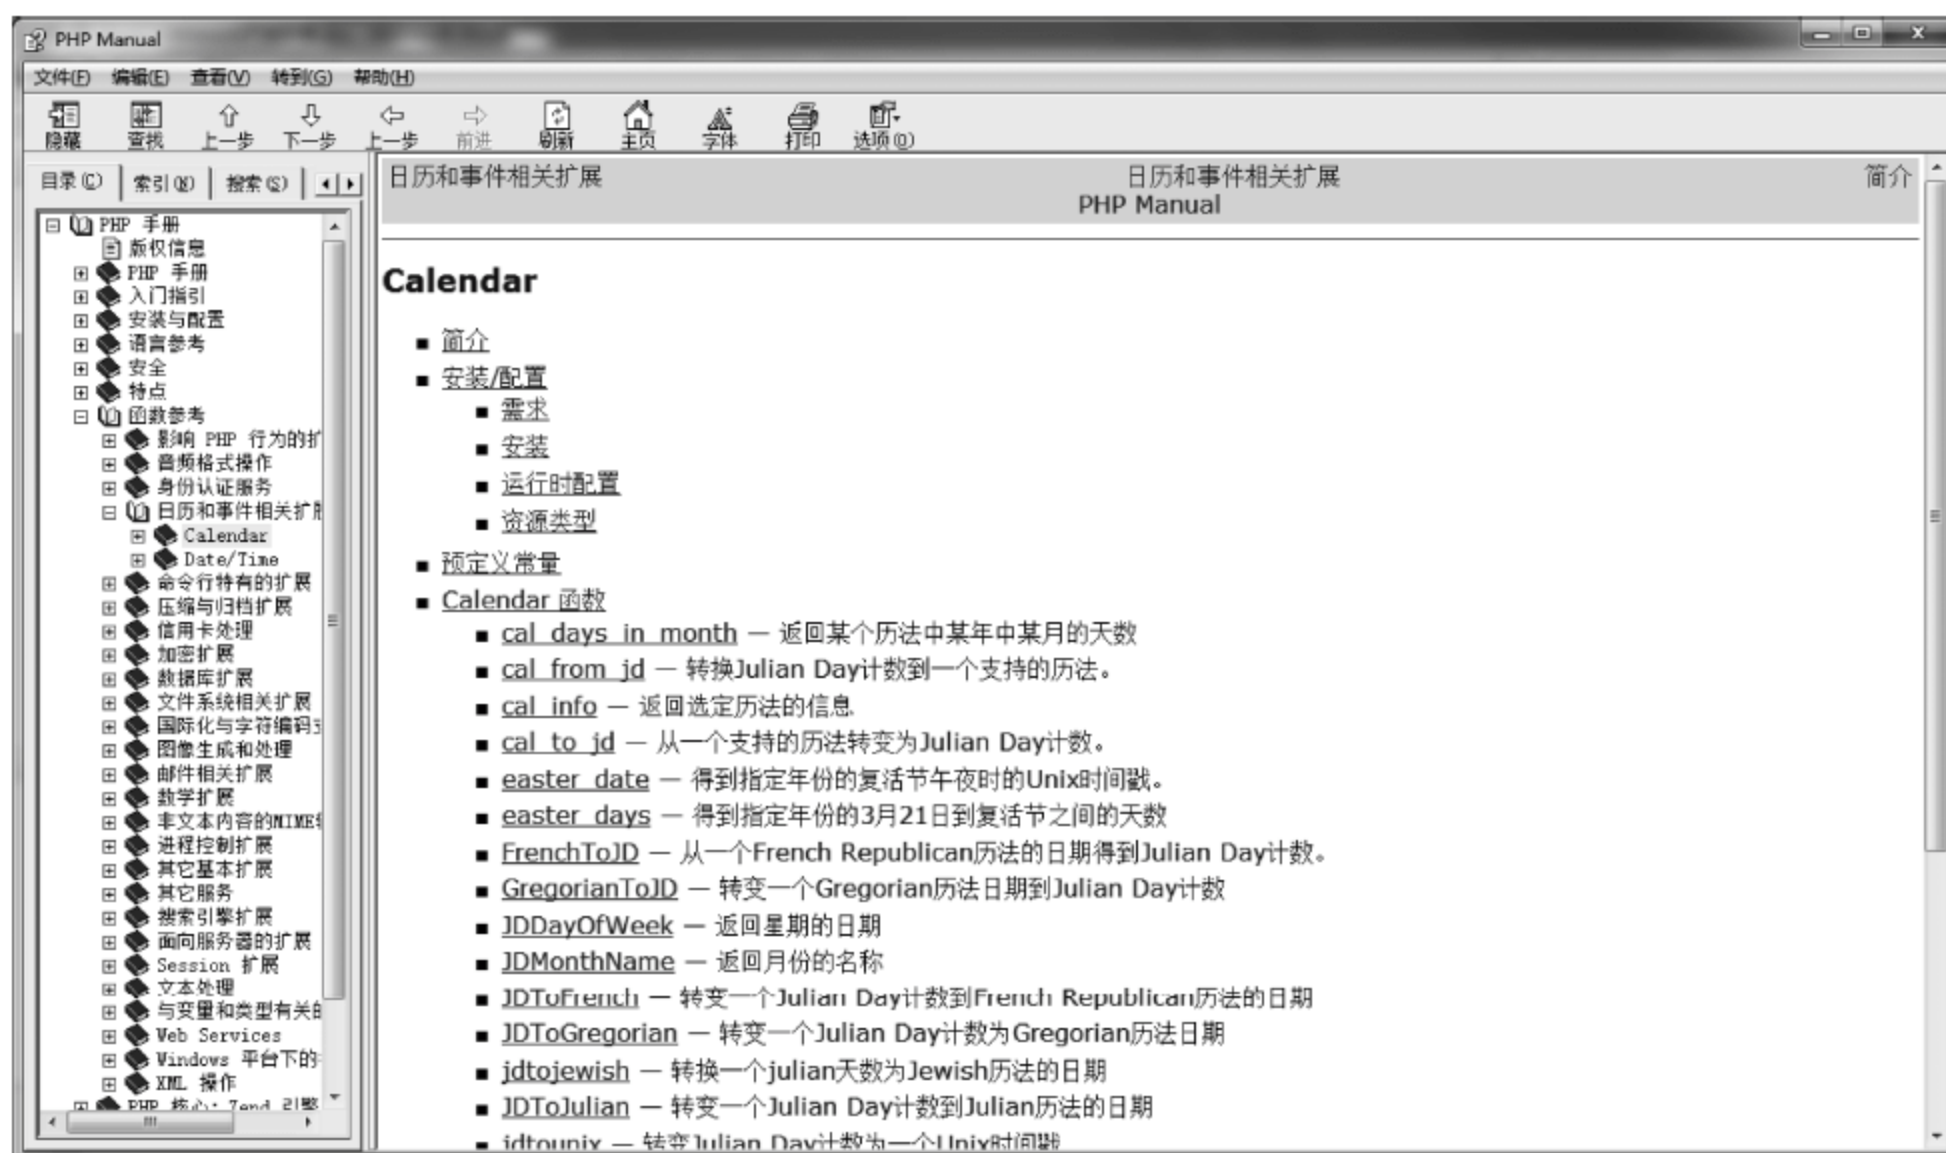 PHP Manual
文件(F) 编辑(E) 查看(V) 转到(G) 帮助(H)
隐藏 查找 上一步 下一步 上一步 前进 刷新 主页 字体 打印 选项(O)
目录(C) 索引(N) 搜索(S)
PHP 手册
版权信息
PHP 手册
入门指引
安装与配置
语言参考
安全
特点
函数参考
影响 PHP 行为的扩
音频格式操作
身份认证服务
日历和事件相关扩展
Calendar
Date/Time
命令行特有的扩展
压缩与归档扩展
信用卡处理
加密扩展
数据库扩展
文件系统相关扩展
国际化与字符编码支
图像生成和处理
邮件相关扩展
数学扩展
非文本内容的MIME
进程控制扩展
其它基本扩展
其它服务
搜索引擎扩展
面向服务器的扩展
Session 扩展
文本处理
与变量和类型有关的
Web Services
Windows 平台下的
XML 操作
PHP 核心: Zend 引擎
日历和事件相关扩展 日历和事件相关扩展 简介
PHP Manual
Calendar
简介
安装/配置
需求
安装
运行时配置
资源类型
预定义常量
Calendar 函数
cal_days_in_month — 返回某个历法中某年中某月的天数
cal_from_jd — 转换Julian Day计数到一个支持的历法。
cal_info — 返回选定历法的信息
cal_to_jd — 从一个支持的历法转变为Julian Day计数。
easter_date — 得到指定年份的复活节午夜时的Unix时间戳。
easter_days — 得到指定年份的3月21日到复活节之间的天数
FrenchToJD — 从一个French Republican历法的日期得到Julian Day计数。
GregorianToJD — 转变一个Gregorian历法日期到Julian Day计数
JDDayOfWeek — 返回星期的日期
JDMonthName — 返回月份的名称
JDToFrench — 转变一个Julian Day计数到French Republican历法的日期
JDToGregorian — 转变一个Julian Day计数为Gregorian历法日期
jdtojewish — 转换一个julian天数为Jewish历法的日期
JDToJulian — 转变一个Julian Day计数到Julian历法的日期
jdtounix — 转变Julian Day计数为一个Unix时间戳